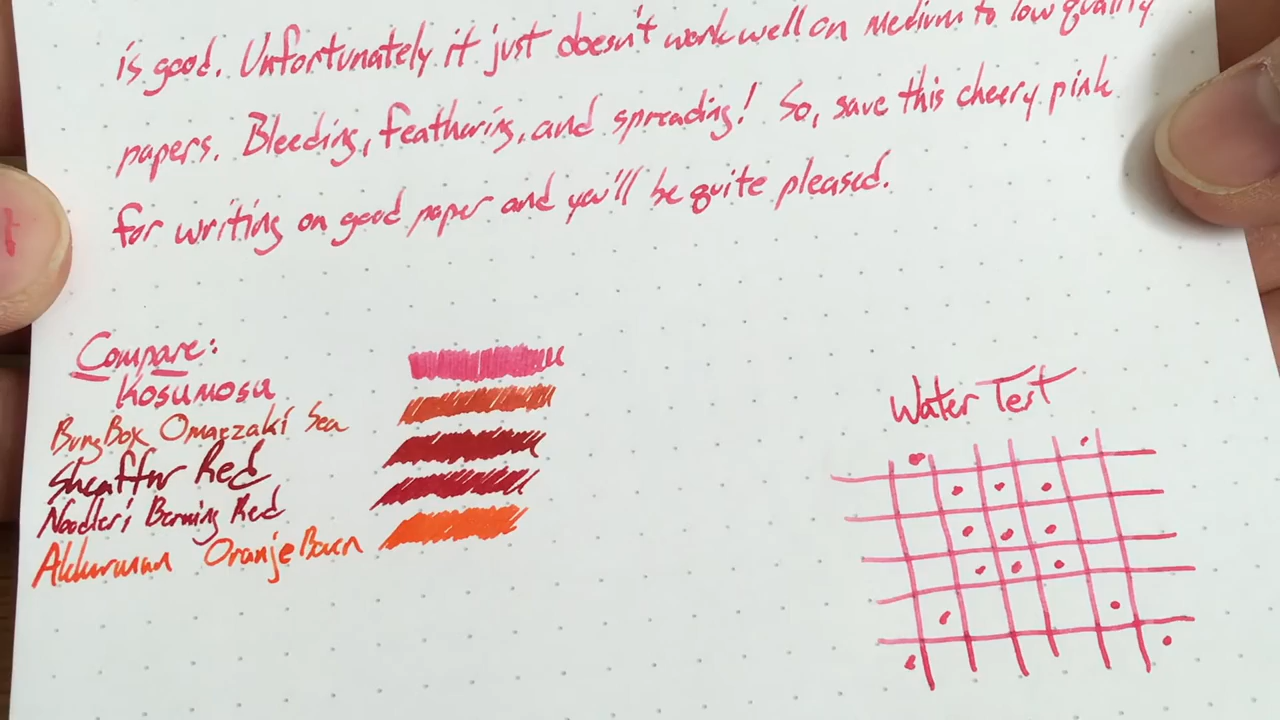 is good. Unfortunately it just doesn't work well on medium to low quality
papers. Bleeding, feathering, and spreading! So, save this cheery pink
for writing on good paper and you'll be quite pleased.
Compare:
Kosumosu
BungBox Omaezaki Sea
Sheaffer Red
Noodler's Berning Red
Akkerman OranjeBoven
Water Test